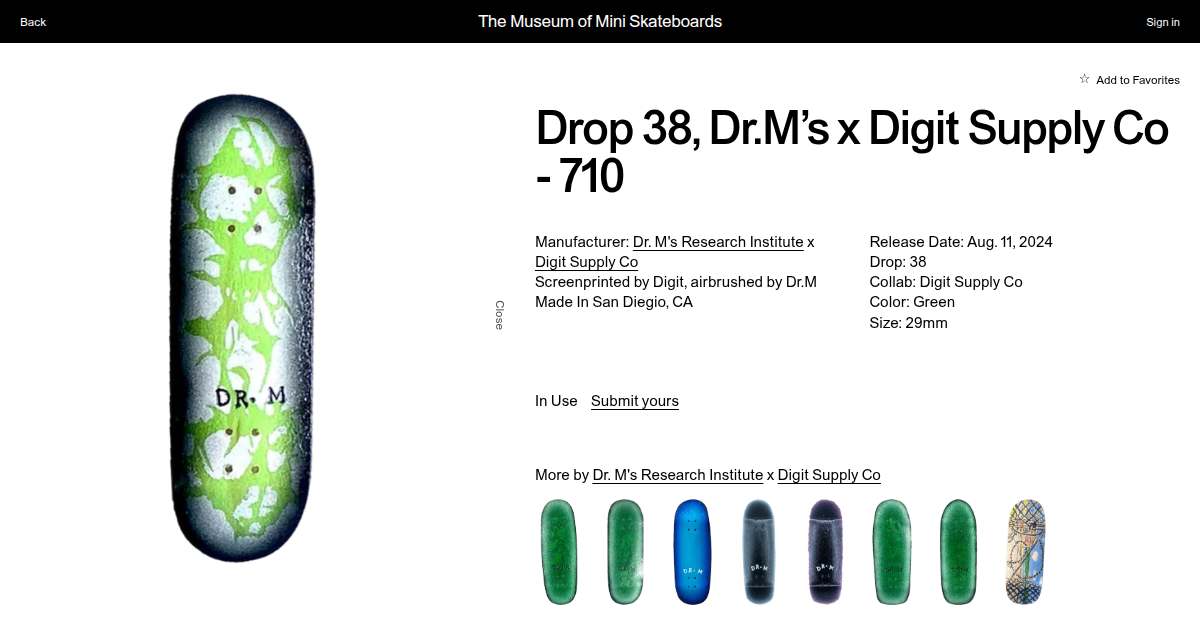 Back
The Museum of Mini Skateboards
Sign in
☆ Add to Favorites
Drop 38, Dr.M’s x Digit Supply Co
- 710
Manufacturer: Dr. M's Research Institute x
Digit Supply Co
Screenprinted by Digit, airbrushed by Dr.M
Made In San Diegio, CA
Release Date: Aug. 11, 2024
Drop: 38
Collab: Digit Supply Co
Color: Green
Size: 29mm
Close
DR. M
In Use Submit yours
More by Dr. M's Research Institute x Digit Supply Co
DR. M
DR. M
DR. M